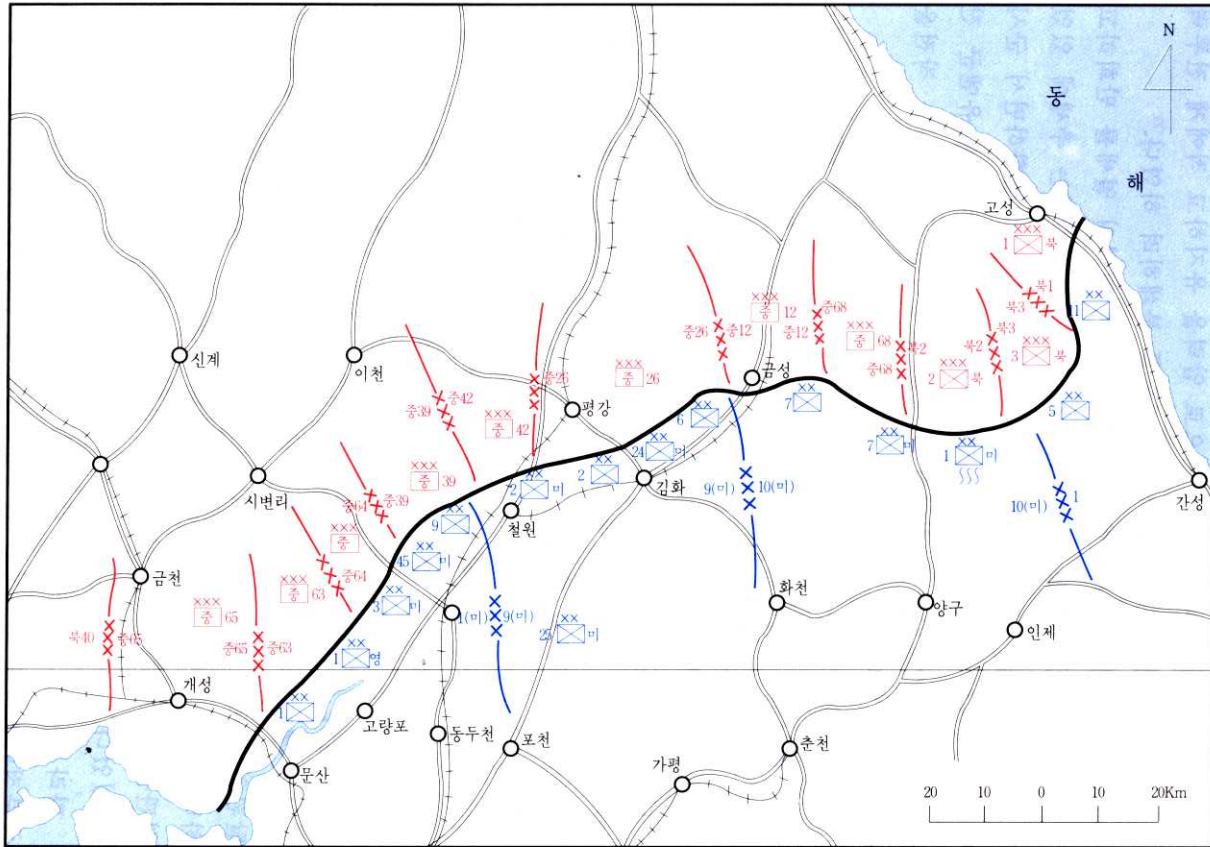 N
동
해
고성
×××
1 북
북1
북3
×××
12
중
중68
중12
중26
중12
×××
중 68
북2
중68
북3
북2
×××
3 북
×××
2 북
××
11
신계
이천
중42
중39
중26
×××
중 26
금성
평강
×××
중 42
××
6
××
7
××
5
××
7 미
××
1 미
××
24 미
××
2
김화
××
2 미
철원
9(미)
10(미)
10(미)
1
간성
시변리
×××
중 39
중64
중39
××
9
×××
중
중64
××
45 미
×××
중 63
××
3 미
금천
×××
중 65
북40
중65
중65
중63
1(미)
9(미)
××
25 미
화천
양구
인제
××
1 영
개성
××
1
고량포
동두천
포천
춘천
가평
문산
20 10 0 10 20Km